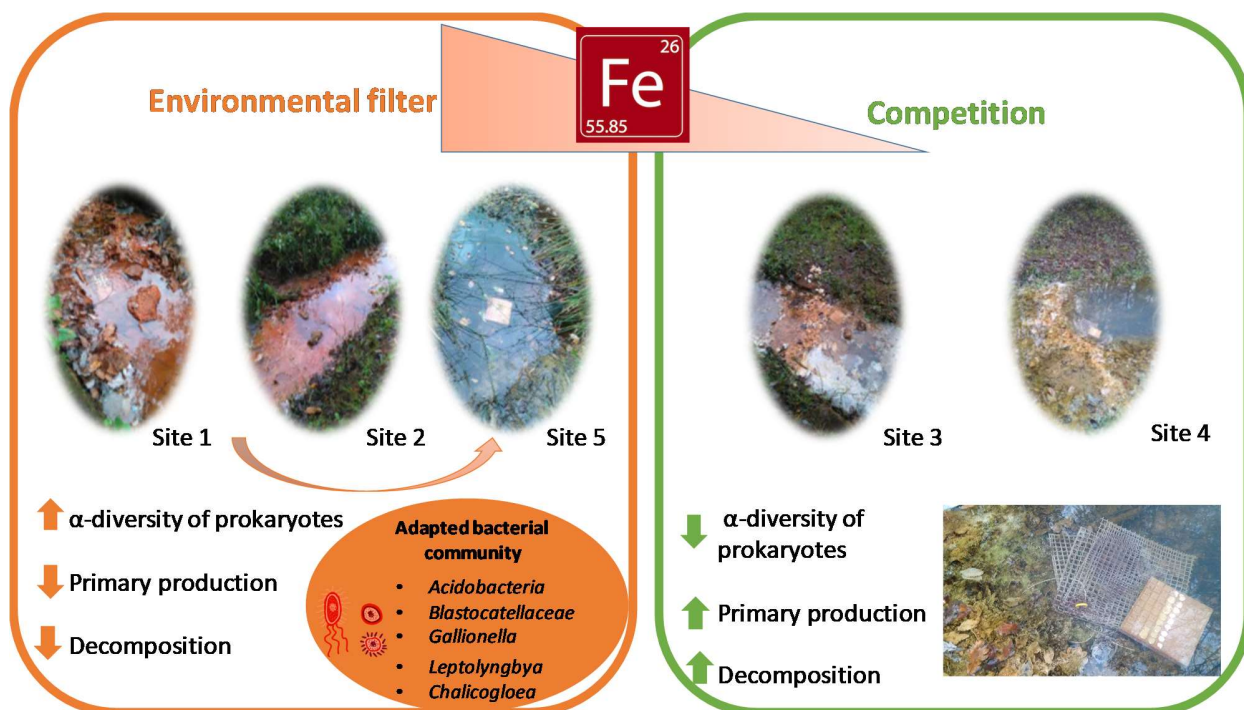 26
Fe
55.85
Environmental filter
Competition
Site 1
Site 2
Site 5
Site 3
Site 4
α-diversity of prokaryotes
Primary production
Decomposition
Adapted bacterial
community
• Acidobacteria
• Blastocatellaceae
• Gallionella
• Leptolyngbya
• Chalicogloea
α-diversity of
prokaryotes
Primary production
Decomposition